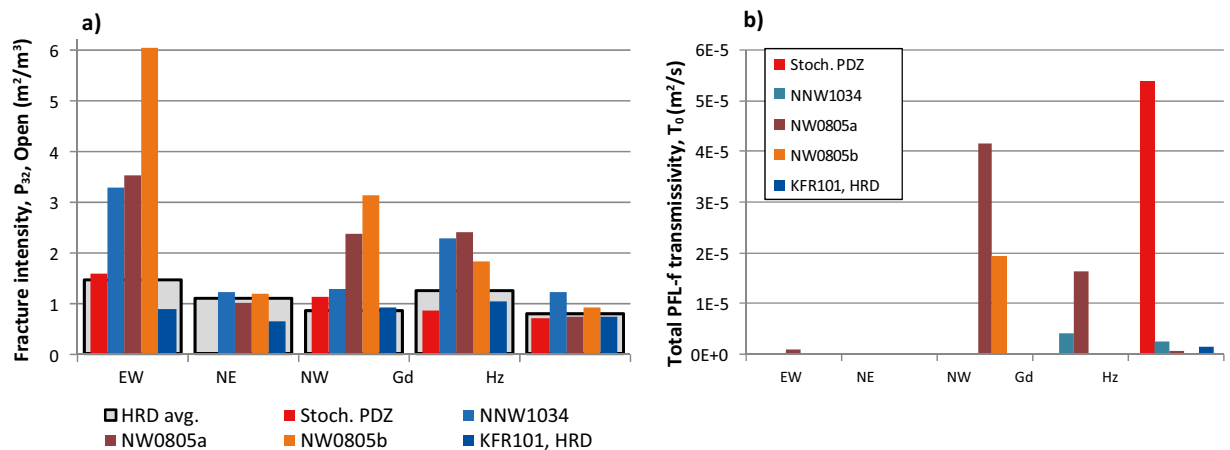 a)
Fracture intensity, P32, Open (m²/m³)
6
5
4
3
2
1
0
EW NE NW Gd Hz
HRD avg. Stoch. PDZ NNW1034
NW0805a NW0805b KFR101, HRD
b)
Total PFL-f transmissivity, T0 (m²/s)
6E-5
5E-5
4E-5
3E-5
2E-5
1E-5
0E+0
Stoch. PDZ
NNW1034
NW0805a
NW0805b
KFR101, HRD
EW NE NW Gd Hz